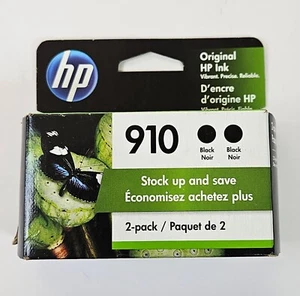 hp
Original
HP Ink
Vibrant. Precise. Reliable.
D'encre
d'origine HP
910
Black
Noir
Black
Noir
Stock up and save
Économisez achetez plus
2-pack / Paquet de 2